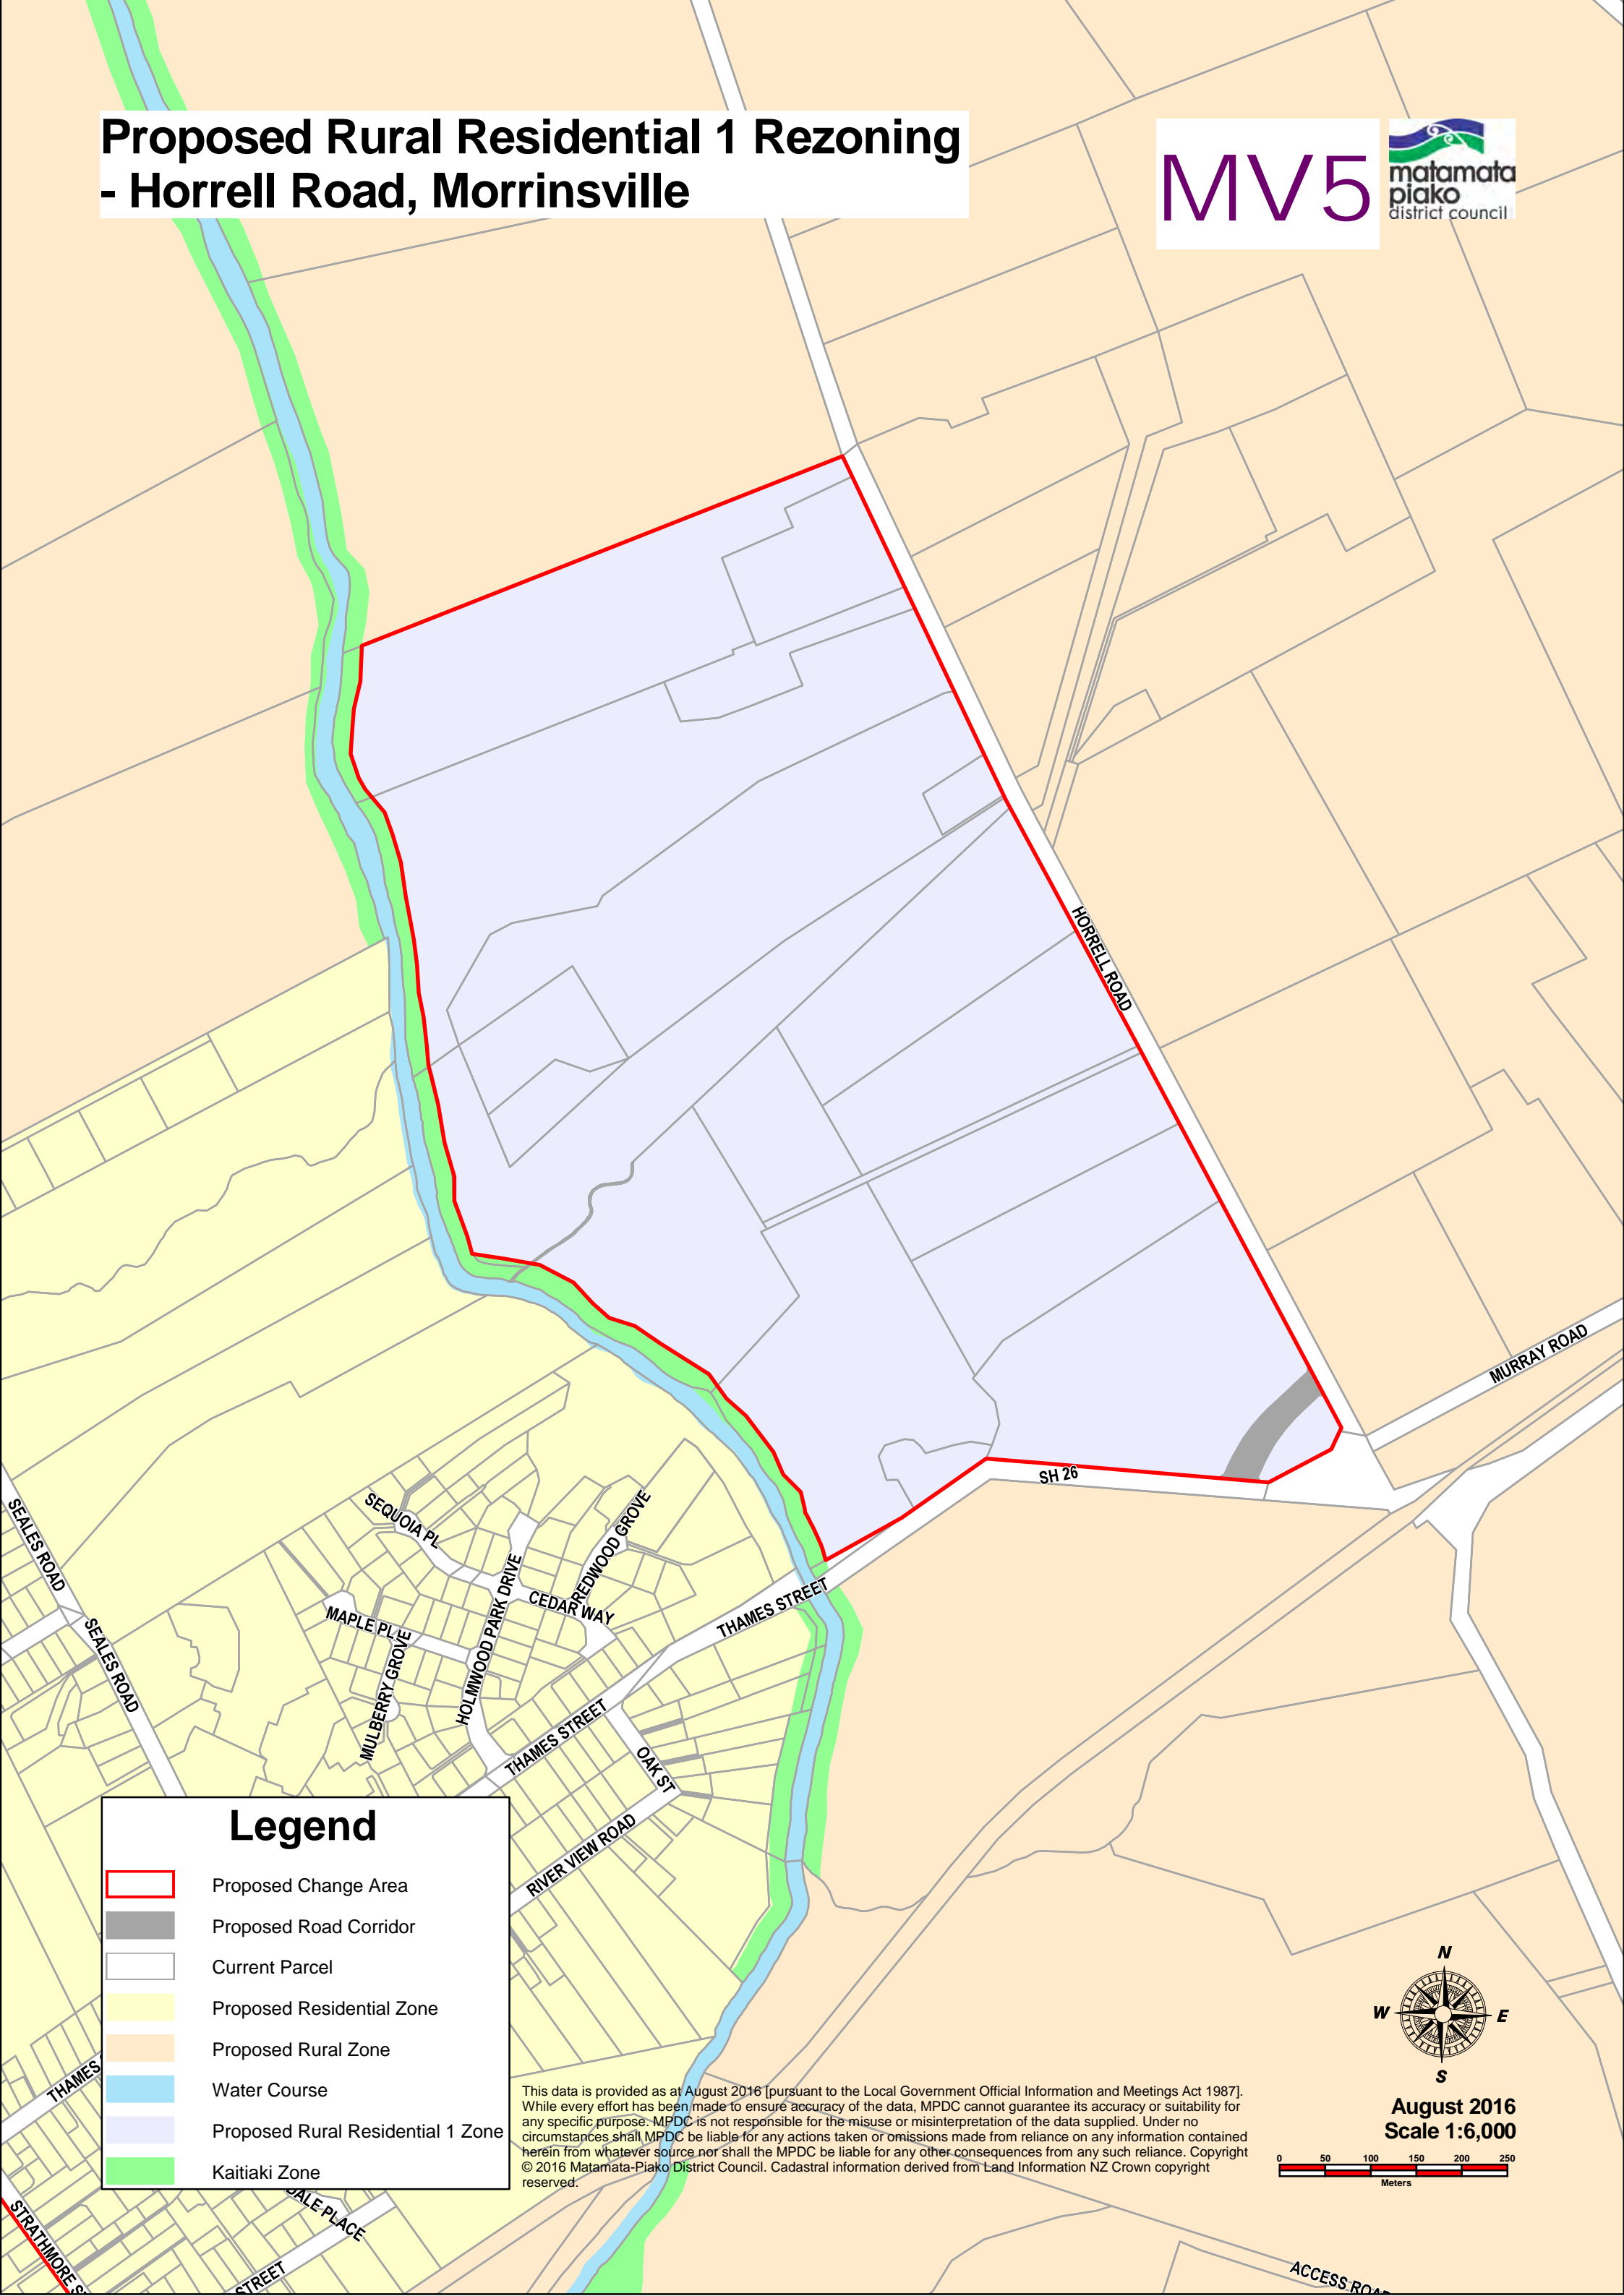 Proposed Rural Residential 1 Rezoning
- Horrell Road, Morrinsville
MV5
matamata
piako
district council
HORRELL ROAD
MURRAY ROAD
SH 26
THAMES STREET
SEALES ROAD
SEALES ROAD
SEQUOIA PL
REDWOOD GROVE
CEDAR WAY
HOLMWOOD PARK DRIVE
MAPLE PL
MULBERRY GROVE
THAMES STREET
OAK ST
RIVER VIEW ROAD
Legend
Proposed Change Area
Proposed Road Corridor
Current Parcel
Proposed Residential Zone
Proposed Rural Zone
Water Course
Proposed Rural Residential 1 Zone
Kaitiaki Zone
THAMES
DALE PLACE
STRATHMORE S
STREET
This data is provided as at August 2016 [pursuant to the Local Government Official Information and Meetings Act 1987].
While every effort has been made to ensure accuracy of the data, MPDC cannot guarantee its accuracy or suitability for
any specific purpose. MPDC is not responsible for the misuse or misinterpretation of the data supplied. Under no
circumstances shall MPDC be liable for any actions taken or omissions made from reliance on any information contained
herein from whatever source nor shall the MPDC be liable for any other consequences from any such reliance. Copyright
© 2016 Matamata-Piako District Council. Cadastral information derived from Land Information NZ Crown copyright
reserved.
N
W E
S
August 2016
Scale 1:6,000
0 50 100 150 200 250
Meters
ACCESS ROAD